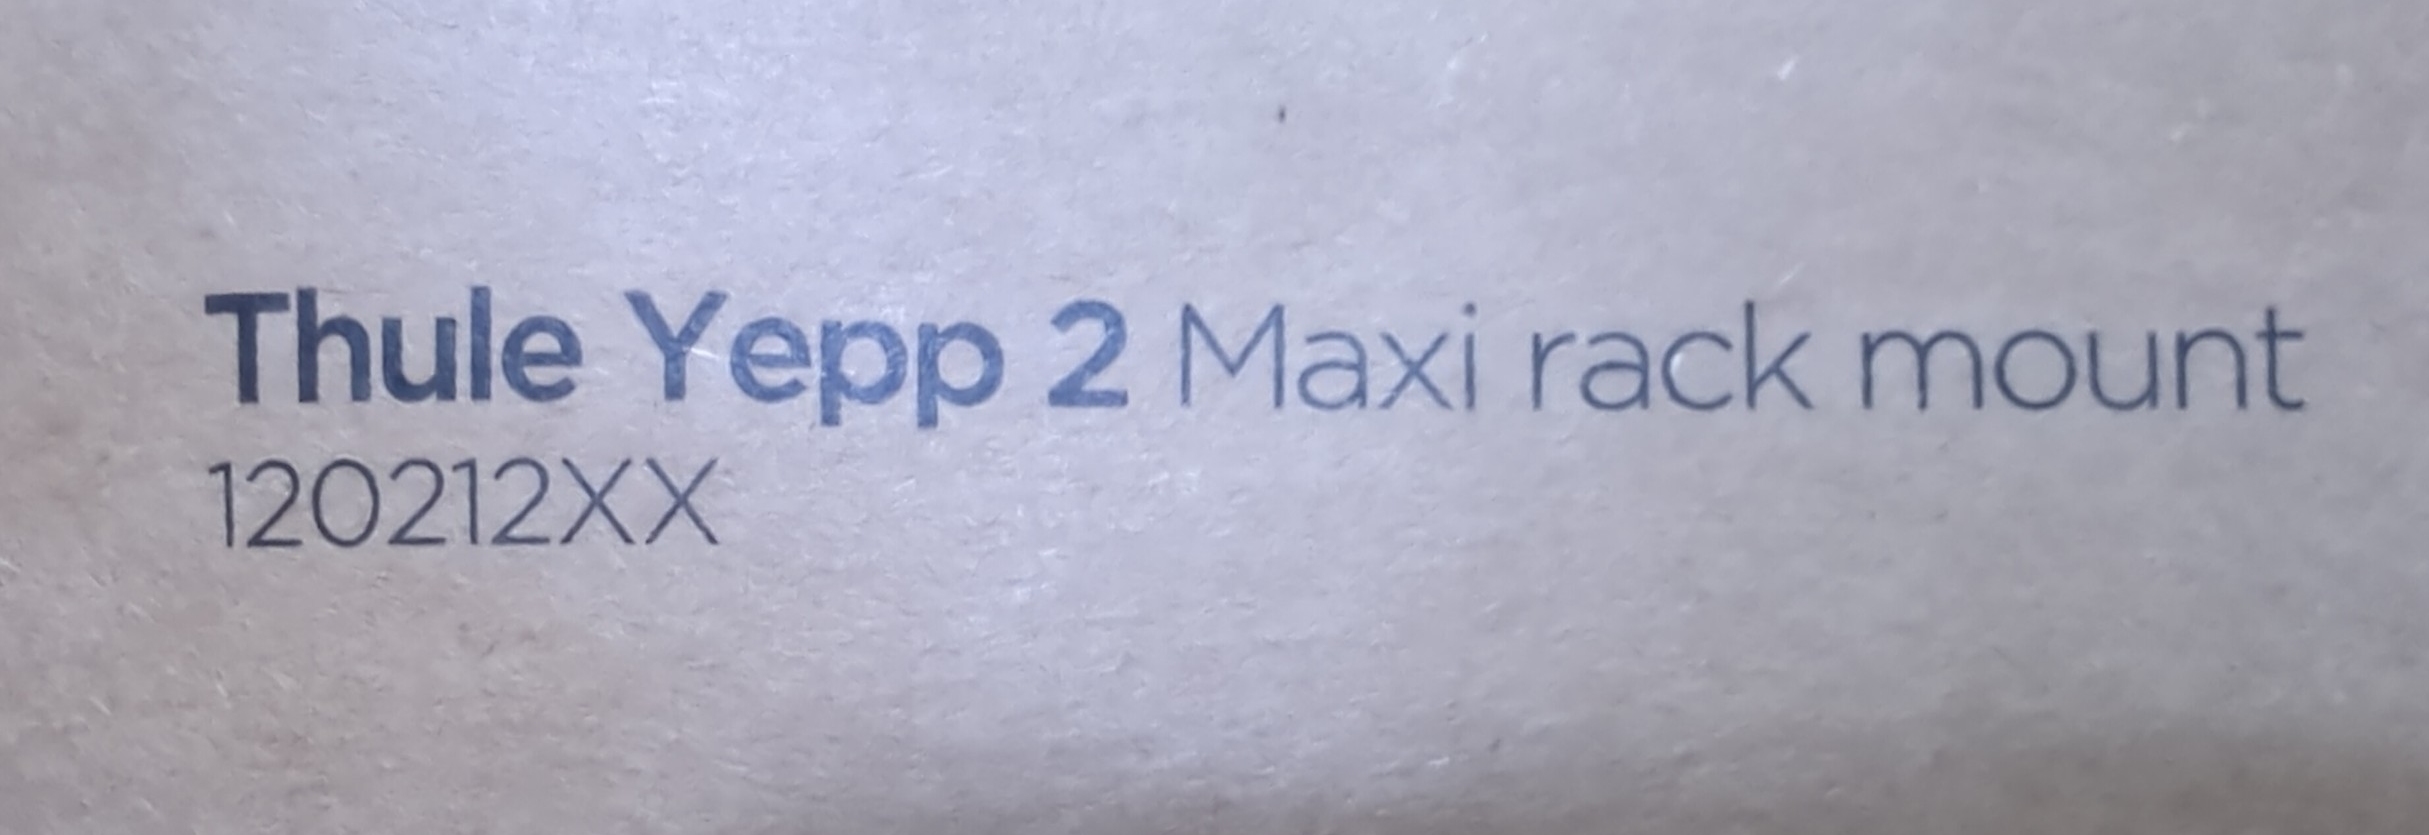 Thule Yepp 2 Maxi rack mount
120212XX